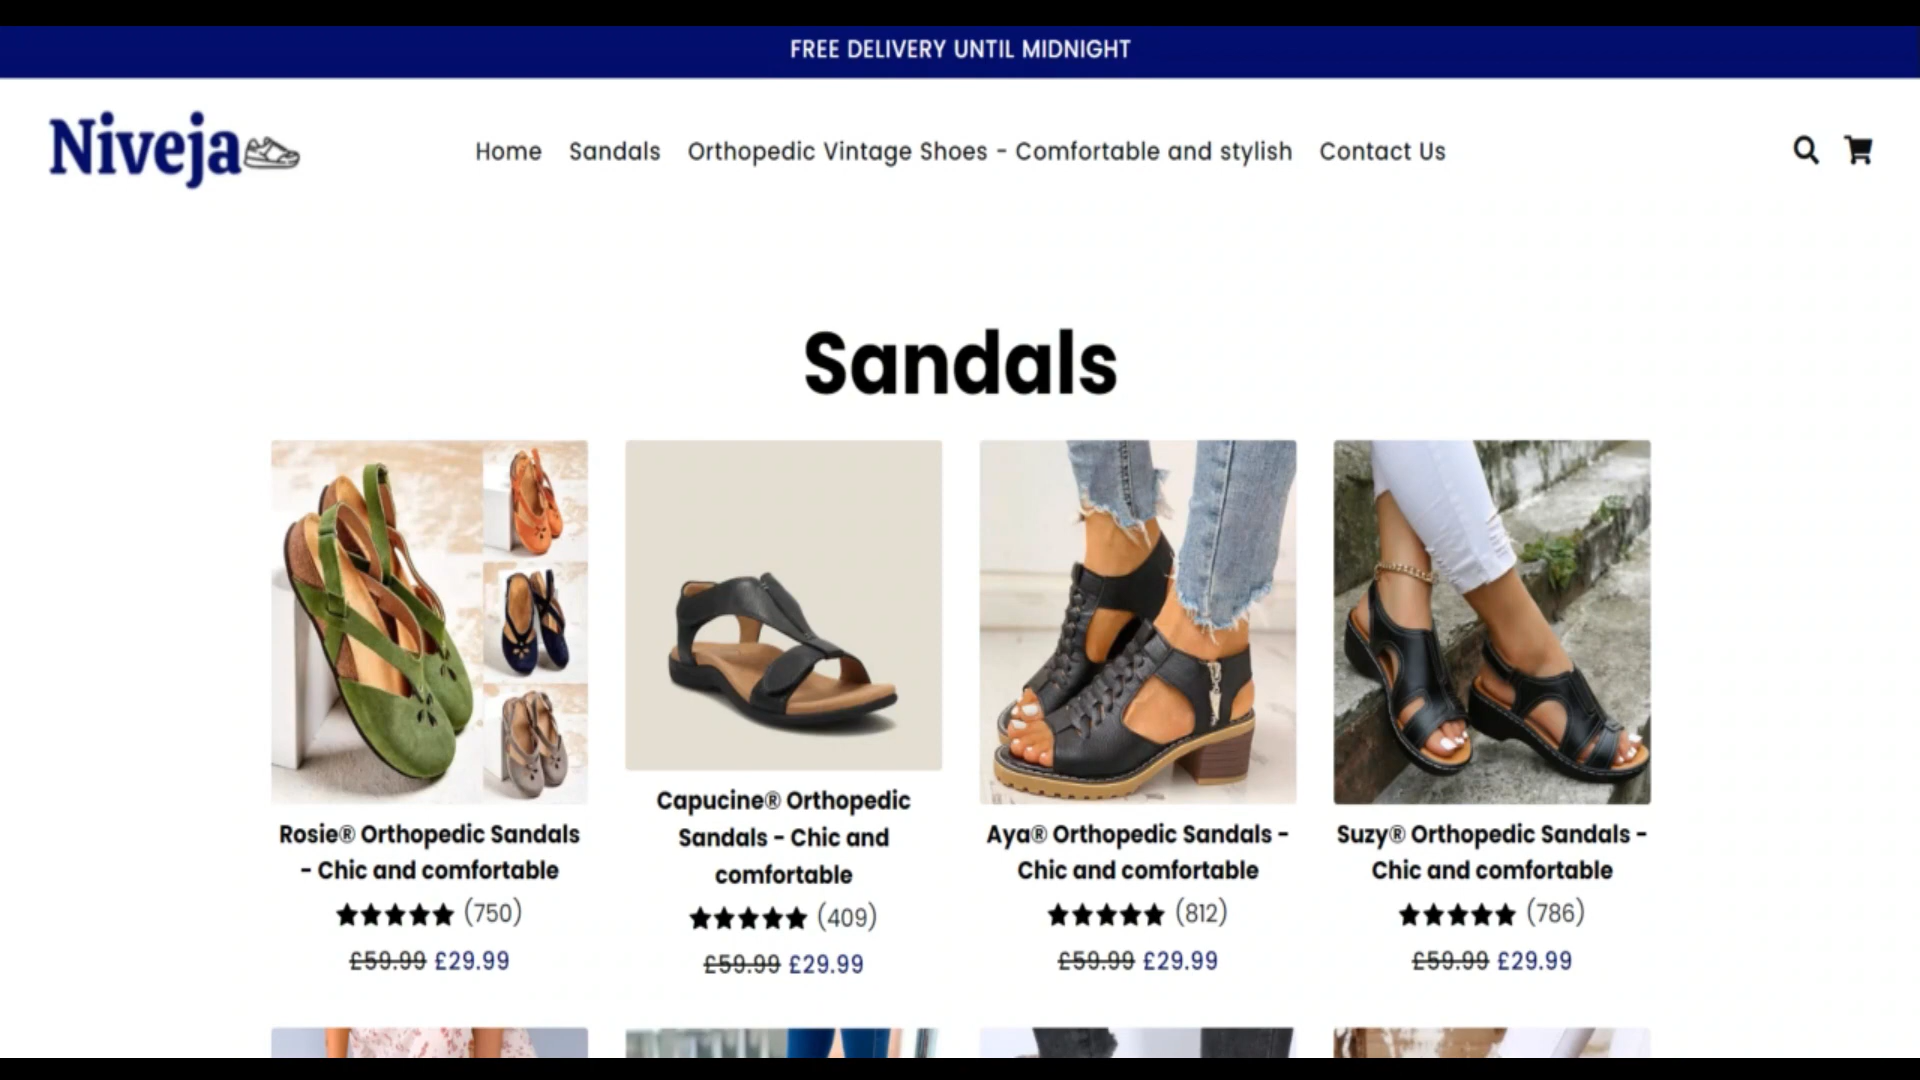 FREE DELIVERY UNTIL MIDNIGHT
Niveja
Home Sandals Orthopedic Vintage Shoes - Comfortable and stylish Contact Us
Sandals
Rosie® Orthopedic Sandals
- Chic and comfortable
(750)
£59.99 £29.99
Capucine® Orthopedic
Sandals - Chic and
comfortable
(409)
£59.99 £29.99
Aya® Orthopedic Sandals -
Chic and comfortable
(812)
£59.99 £29.99
Suzy® Orthopedic Sandals -
Chic and comfortable
(786)
£59.99 £29.99